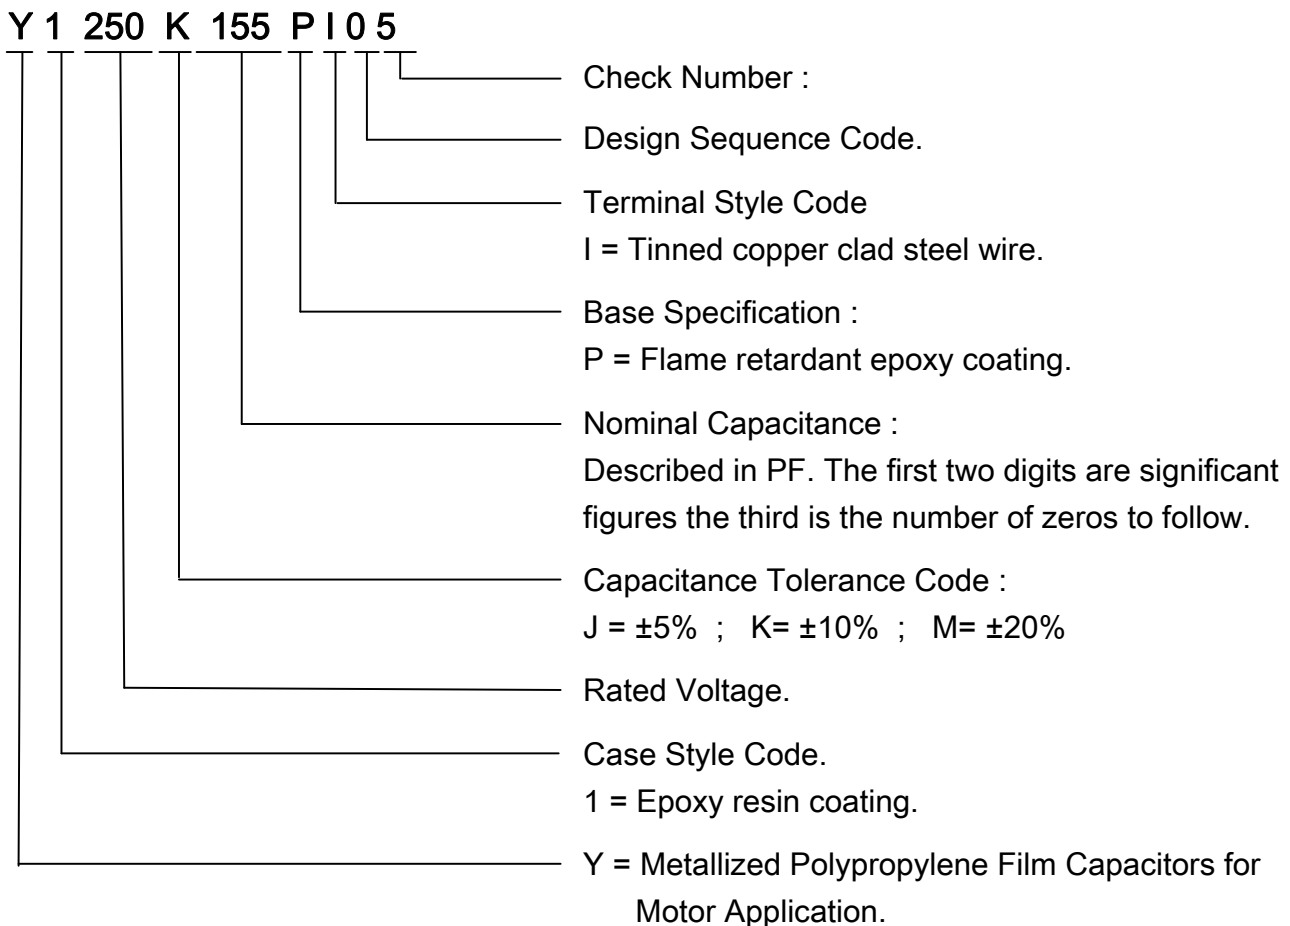 Y 1 250 K 155 P I 0 5
Check Number :
Design Sequence Code.
Terminal Style Code
I = Tinned copper clad steel wire.
Base Specification :
P = Flame retardant epoxy coating.
Nominal Capacitance :
Described in PF. The first two digits are significant
figures the third is the number of zeros to follow.
Capacitance Tolerance Code :
J = ±5% ; K= ±10% ; M= ±20%
Rated Voltage.
Case Style Code.
1 = Epoxy resin coating.
Y = Metallized Polypropylene Film Capacitors for
Motor Application.